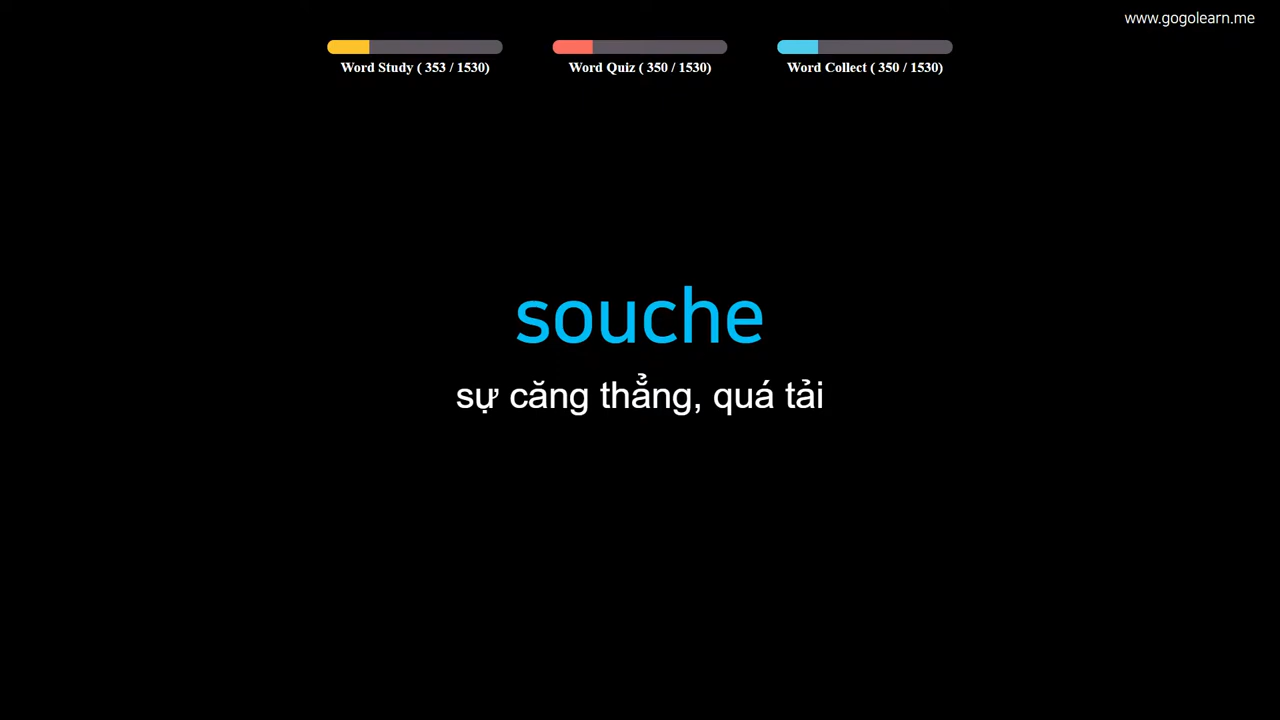 www.gogolearn.me
Word Study ( 353 / 1530)
Word Quiz ( 350 / 1530)
Word Collect ( 350 / 1530)
souche
sự căng thẳng, quá tải